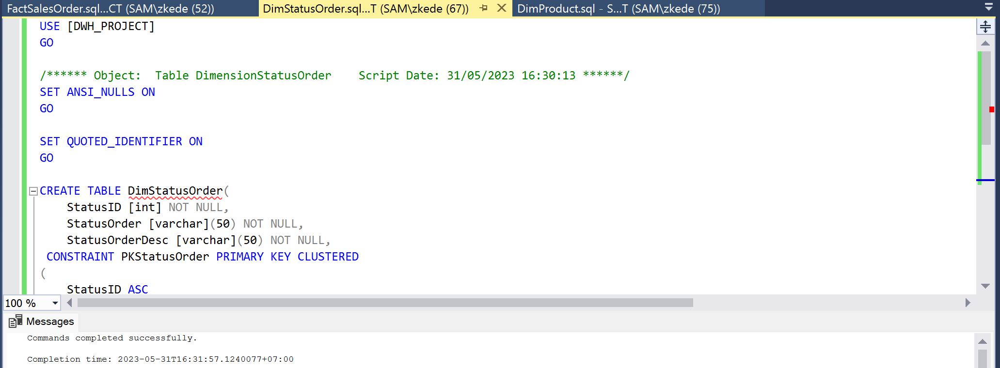 FactSalesOrder.sql...CT (SAM\zkede (52))
DimStatusOrder.sql...T (SAM\zkede (67))
DimProduct.sql - S...T (SAM\zkede (75))
USE [DWH_PROJECT]
GO
/****** Object:  Table DimensionStatusOrder    Script Date: 31/05/2023 16:30:13 ******/
SET ANSI_NULLS ON
GO
SET QUOTED_IDENTIFIER ON
GO
CREATE TABLE DimStatusOrder(
StatusID [int] NOT NULL,
StatusOrder [varchar](50) NOT NULL,
StatusOrderDesc [varchar](50) NOT NULL,
CONSTRAINT PKStatusOrder PRIMARY KEY CLUSTERED
(
StatusID ASC
100 %
Messages
Commands completed successfully.
Completion time: 2023-05-31T16:31:57.1240077+07:00